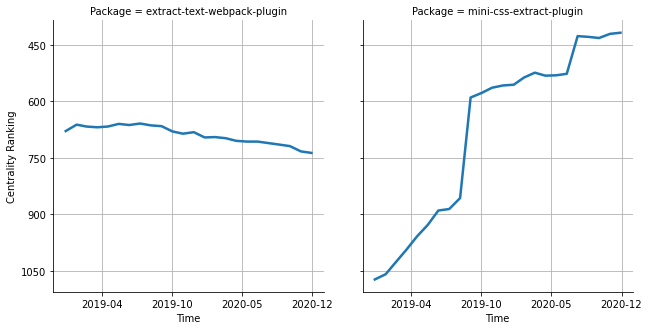 Package = extract-text-webpack-plugin
Package = mini-css-extract-plugin
Centrality Ranking
450
600
750
900
1050
2019-04
2019-10
2020-05
2020-12
2019-04
2019-10
2020-05
2020-12
Time
Time